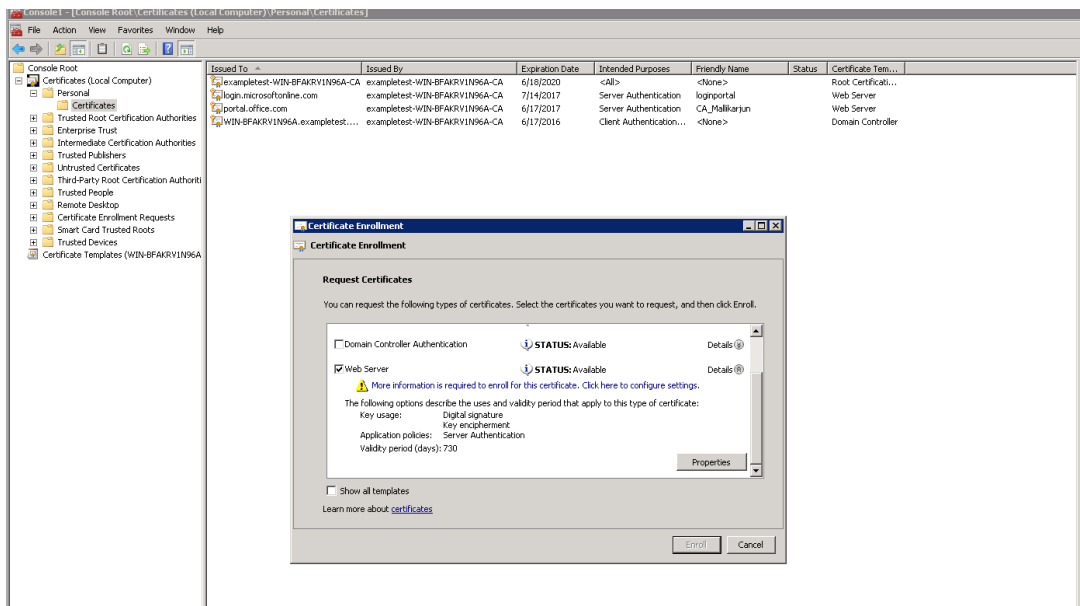 Console1 - [Console Root\Certificates (Local Computer)\Personal\Certificates]
File Action View Favorites Window Help
Console Root
Certificates (Local Computer)
Personal
Certificates
Trusted Root Certification Authorities
Enterprise Trust
Intermediate Certification Authorities
Trusted Publishers
Untrusted Certificates
Third-Party Root Certification Authoriti
Trusted People
Remote Desktop
Certificate Enrollment Requests
Smart Card Trusted Roots
Trusted Devices
Certificate Templates (WIN-BFAKRV1N96A
Issued To Issued By Expiration Date Intended Purposes Friendly Name Status Certificate Tem...
exampletest-WIN-BFAKRV1N96A-CA exampletest-WIN-BFAKRV1N96A-CA 6/18/2020 <All> <None> Root Certificati...
login.microsoftonline.com exampletest-WIN-BFAKRV1N96A-CA 7/14/2017 Server Authentication loginportal Web Server
portal.office.com exampletest-WIN-BFAKRV1N96A-CA 6/17/2017 Server Authentication CA_Mallikarjun Web Server
WIN-BFAKRV1N96A.exampletest.... exampletest-WIN-BFAKRV1N96A-CA 6/17/2016 Client Authentication... <None> Domain Controller
Certificate Enrollment
Certificate Enrollment
Request Certificates
You can request the following types of certificates. Select the certificates you want to request, and then click Enroll.
Domain Controller Authentication STATUS: Available Details
Web Server STATUS: Available Details
More information is required to enroll for this certificate. Click here to configure settings.
The following options describe the uses and validity period that apply to this type of certificate:
Key usage: Digital signature
Key encipherment
Application policies: Server Authentication
Validity period (days): 730
Properties
Show all templates
Learn more about certificates
Enroll Cancel